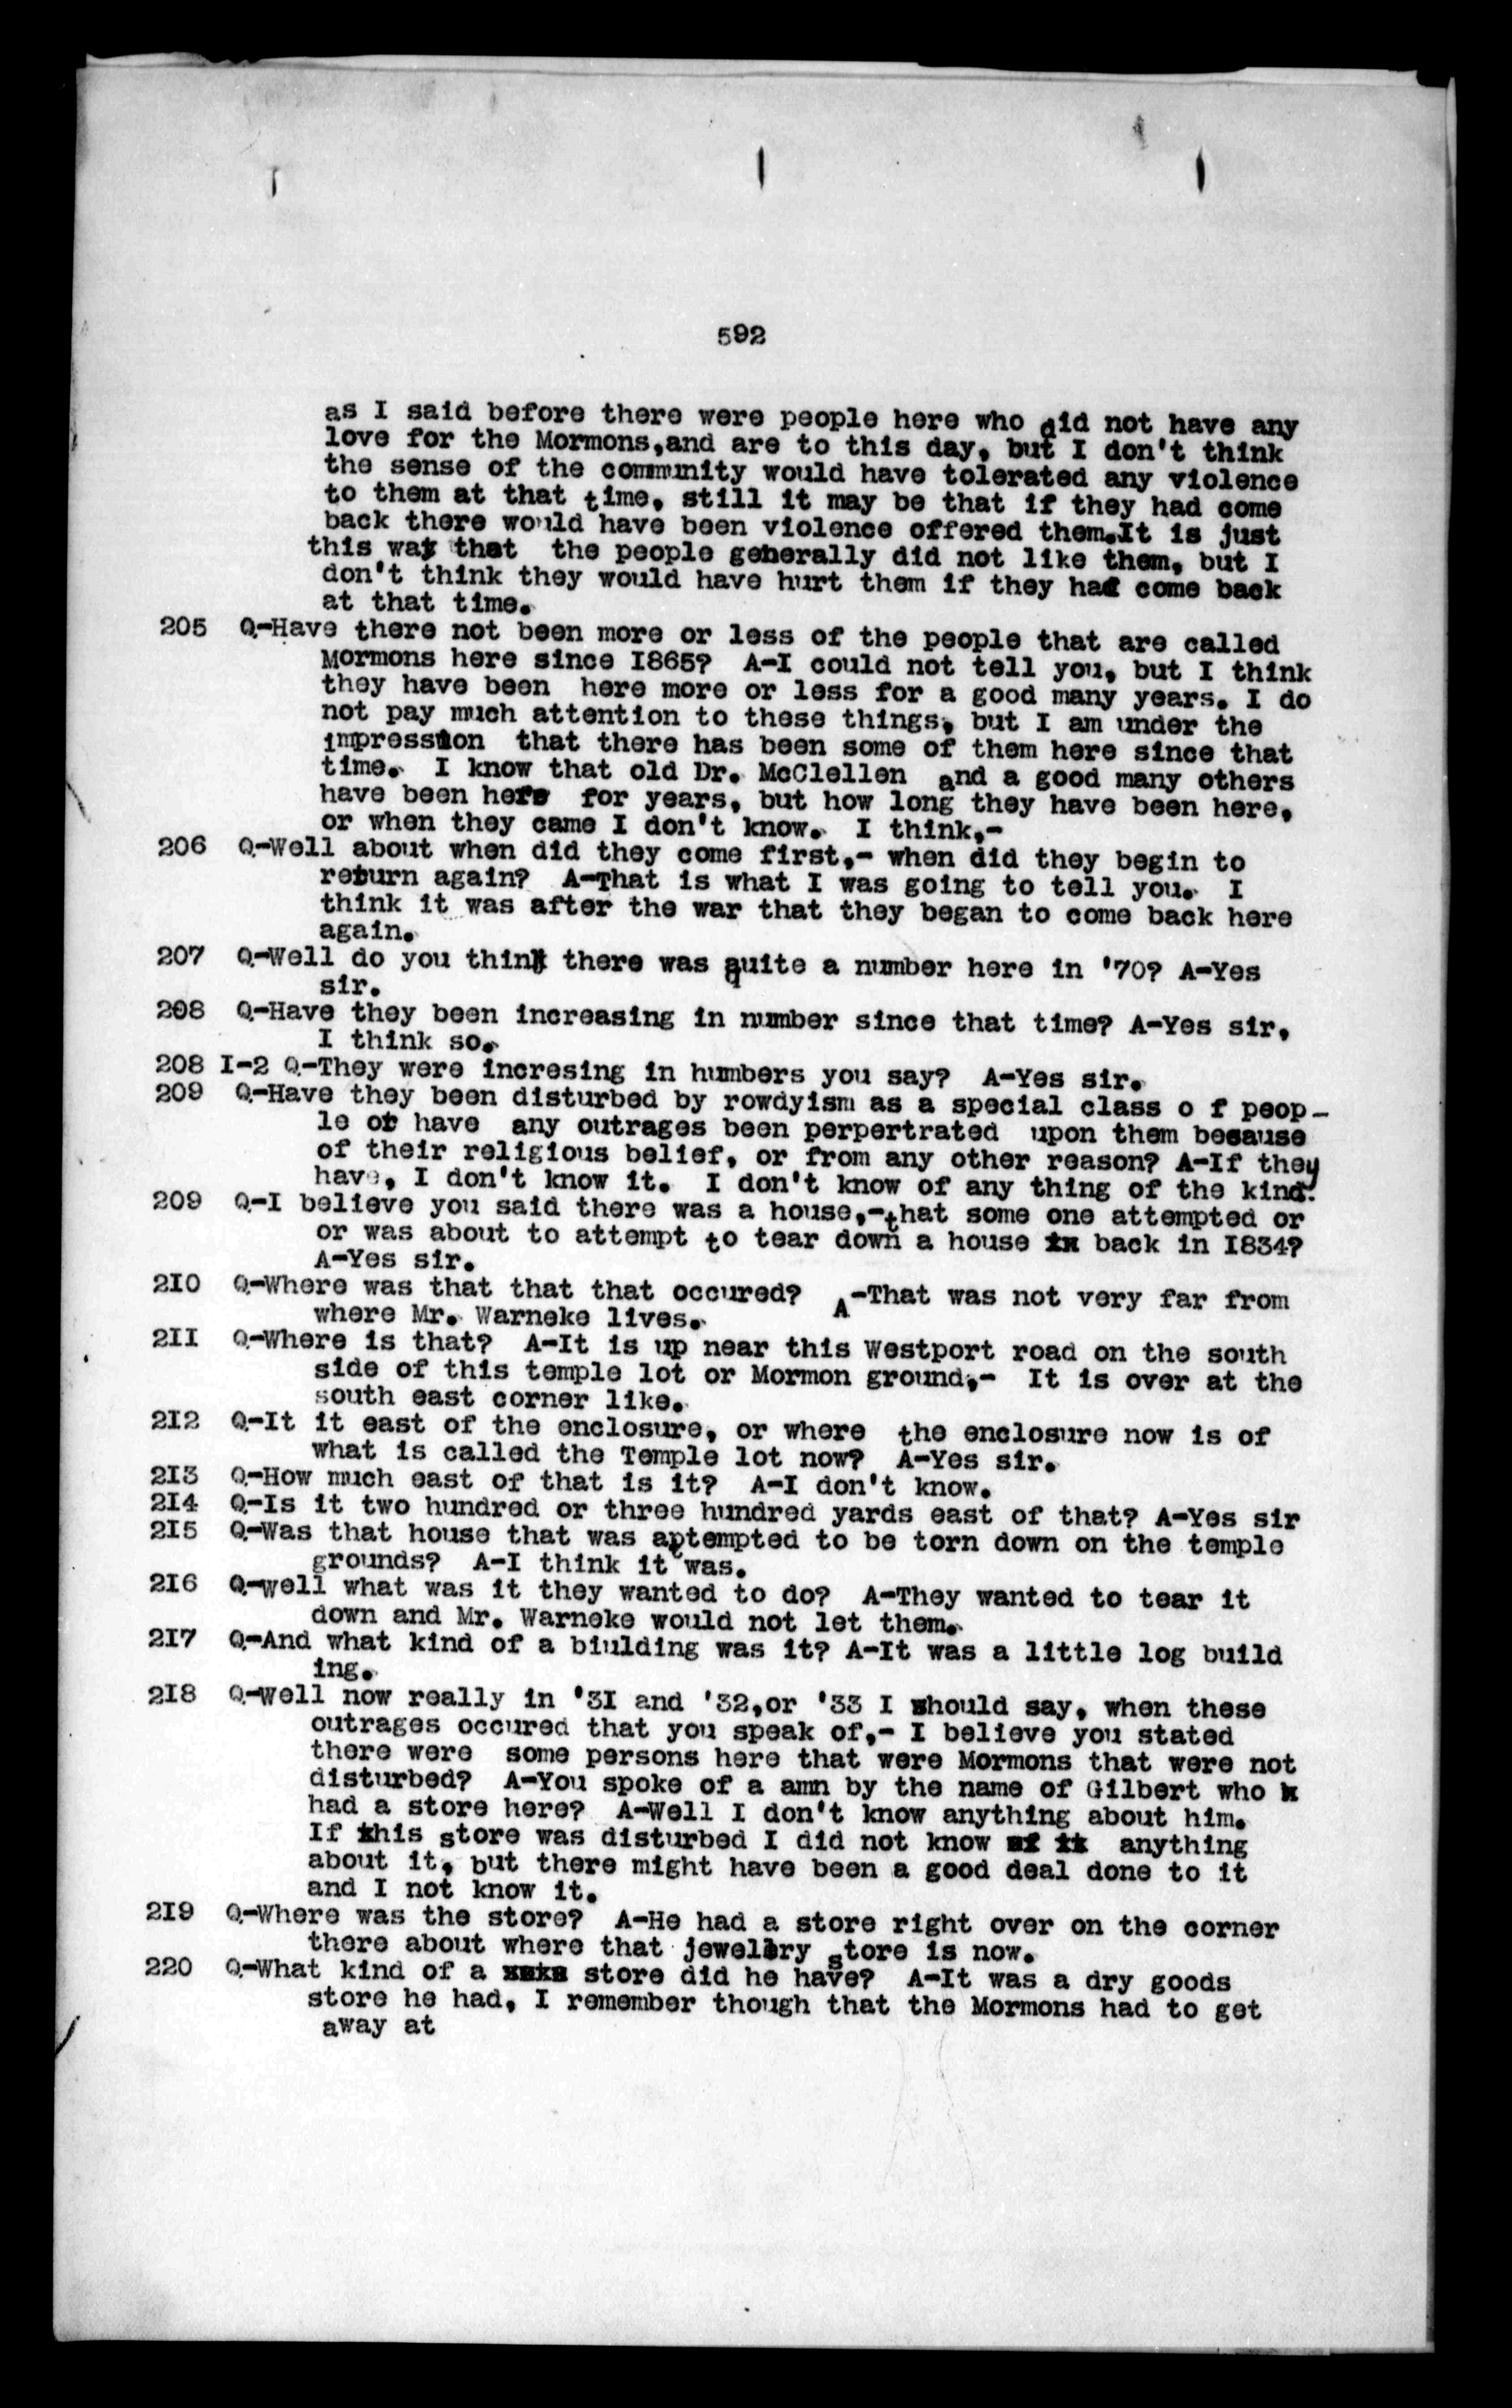 592
as I said before there were people here who did not have any
love for the Mormons,and are to this day, but I don't think
the sense of the community would have tolerated any violence
to them at that time, still it may be that if they had come
back there would have been violence offered them.It is just
this way that the people generally did not like them, but I
don't think they would have hurt them if they had come back
at that time.
205 Q-Have there not been more or less of the people that are called
Mormons here since I865? A-I could not tell you, but I think
they have been here more or less for a good many years. I do
not pay much attention to these things, but I am under the
impression that there has been some of them here since that
time. I know that old Dr. McClellen and a good many others
have been here for years, but how long they have been here,
or when they came I don't know. I think,-
206 Q-Well about when did they come first,- when did they begin to
return again? A-That is what I was going to tell you. I
think it was after the war that they began to come back here
again.
207 Q-Well do you think there was quite a number here in '70? A-Yes
sir.
208 Q-Have they been increasing in number since that time? A-Yes sir,
I think so.
208 I-2 Q-They were incresing in humbers you say? A-Yes sir.
209 Q-Have they been disturbed by rowdyism as a special class o f peop-
le or have any outrages been perpertrated upon them because
of their religious belief, or from any other reason? A-If they
have, I don't know it. I don't know of any thing of the kind.
209 Q-I believe you said there was a house,-that some one attempted or
or was about to attempt to tear down a house in back in I834?
A-Yes sir.
2I0 Q-Where was that that that occured? A-That was not very far from
where Mr. Warneke lives.
2II Q-Where is that? A-It is up near this Westport road on the south
side of this temple lot or Mormon ground,- It is over at the
south east corner like.
2I2 Q-It it east of the enclosure, or where the enclosure now is of
what is called the Temple lot now? A-Yes sir.
2I3 Q-How much east of that is it? A-I don't know.
2I4 Q-Is it two hundred or three hundred yards east of that? A-Yes sir
2I5 Q-Was that house that was attempted to be torn down on the temple
grounds? A-I think it was.
2I6 Q-Well what was it they wanted to do? A-They wanted to tear it
down and Mr. Warneke would not let them.
2I7 Q-And what kind of a biulding was it? A-It was a little log build
ing.
2I8 Q-Well now really in '3I and '32,or '33 I should say, when these
outrages occured that you speak of,- I believe you stated
there were some persons here that were Mormons that were not
disturbed? A-You spoke of a amn by the name of Gilbert who
had a store here? A-Well I don't know anything about him.
If this store was disturbed I did not know of it anything
about it, but there might have been a good deal done to it
and I not know it.
2I9 Q-Where was the store? A-He had a store right over on the corner
there about where that jewelry store is now.
220 Q-What kind of a store did he have? A-It was a dry goods
store he had, I remember though that the Mormons had to get
away at